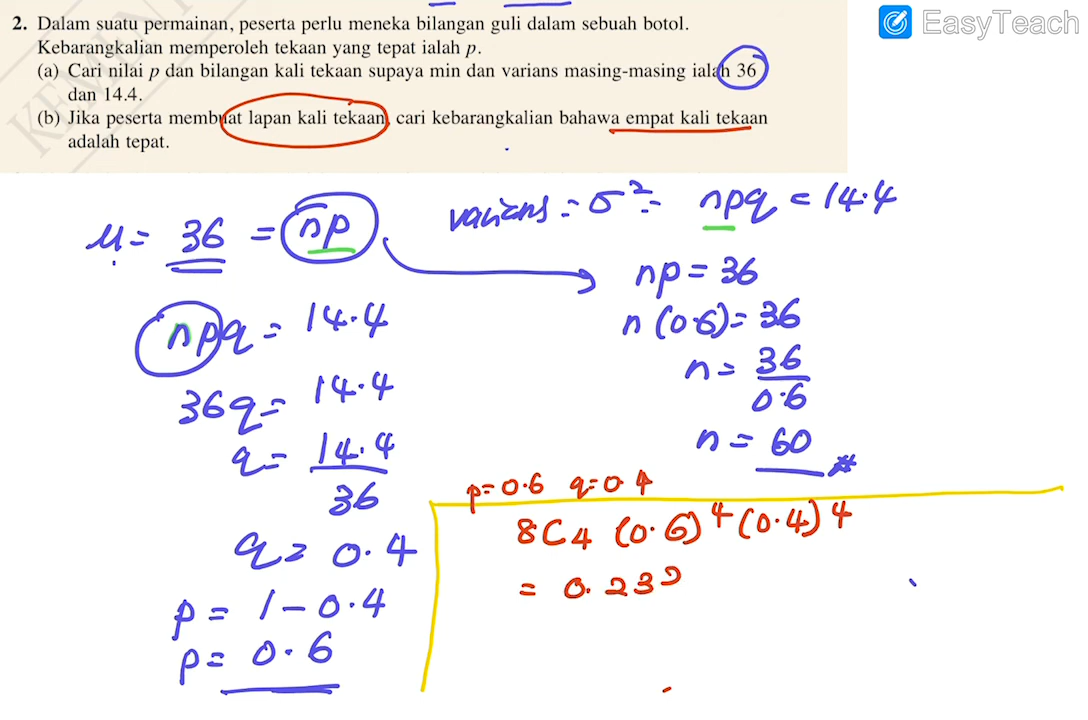 2. Dalam suatu permainan, peserta perlu meneka bilangan guli dalam sebuah botol.
Kebarangkalian memperoleh tekaan yang tepat ialah p.
(a) Cari nilai p dan bilangan kali tekaan supaya min dan varians masing-masing ialah 36
dan 14.4.
(b) Jika peserta membuat lapan kali tekaan, cari kebarangkalian bahawa empat kali tekaan
adalah tepat.
EasyTeach
KEMEN
μ = 36 = np
npq = 14.4
36q = 14.4
q = 14.4
36
q = 0.4
p = 1 - 0.4
p = 0.6
varians = σ² = npq = 14.4
np = 36
n (0.6) = 36
n = 36
0.6
n = 60 #
p = 0.6 q = 0.4
8C4 (0.6)^4 (0.4)^4
= 0.232